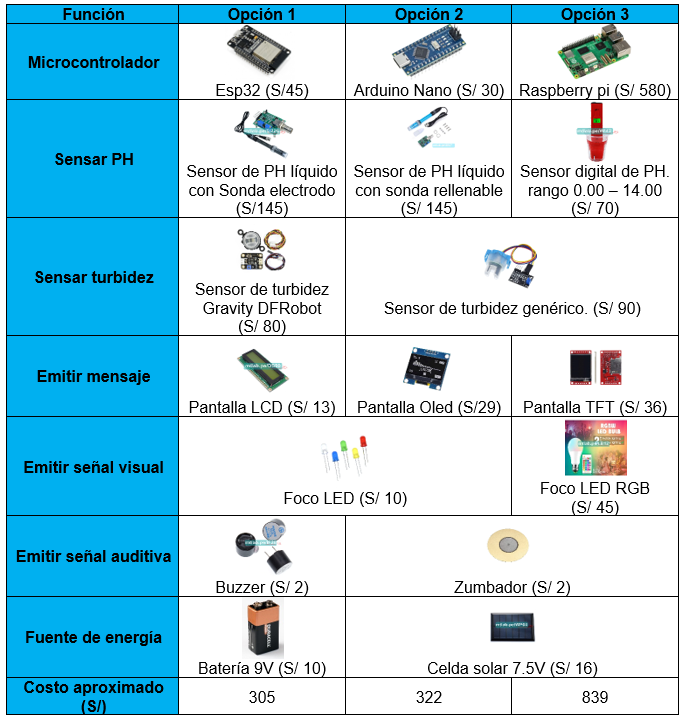 Función Opción 1 Opción 2 Opción 3
Microcontrolador
Esp32 (S/45) Arduino Nano (S/ 30) Raspberry pi (S/ 580)
Sensar PH
Sensor de PH líquido
con Sonda electrodo
(S/145)
Sensor de PH líquido
con sonda rellenable
(S/ 145)
Sensor digital de PH.
rango 0.00 – 14.00
(S/ 70)
Sensar turbidez
Sensor de turbidez
Gravity DFRobot
(S/ 80)
Sensor de turbidez genérico. (S/ 90)
Emitir mensaje
Pantalla LCD (S/ 13) Pantalla Oled (S/29) Pantalla TFT (S/ 36)
Emitir señal visual
Foco LED (S/ 10)
Foco LED RGB
(S/ 45)
Emitir señal auditiva
Buzzer (S/ 2) Zumbador (S/ 2)
Fuente de energía
Batería 9V (S/ 10) Celda solar 7.5V (S/ 16)
Costo aproximado
(S/)
305 322 839